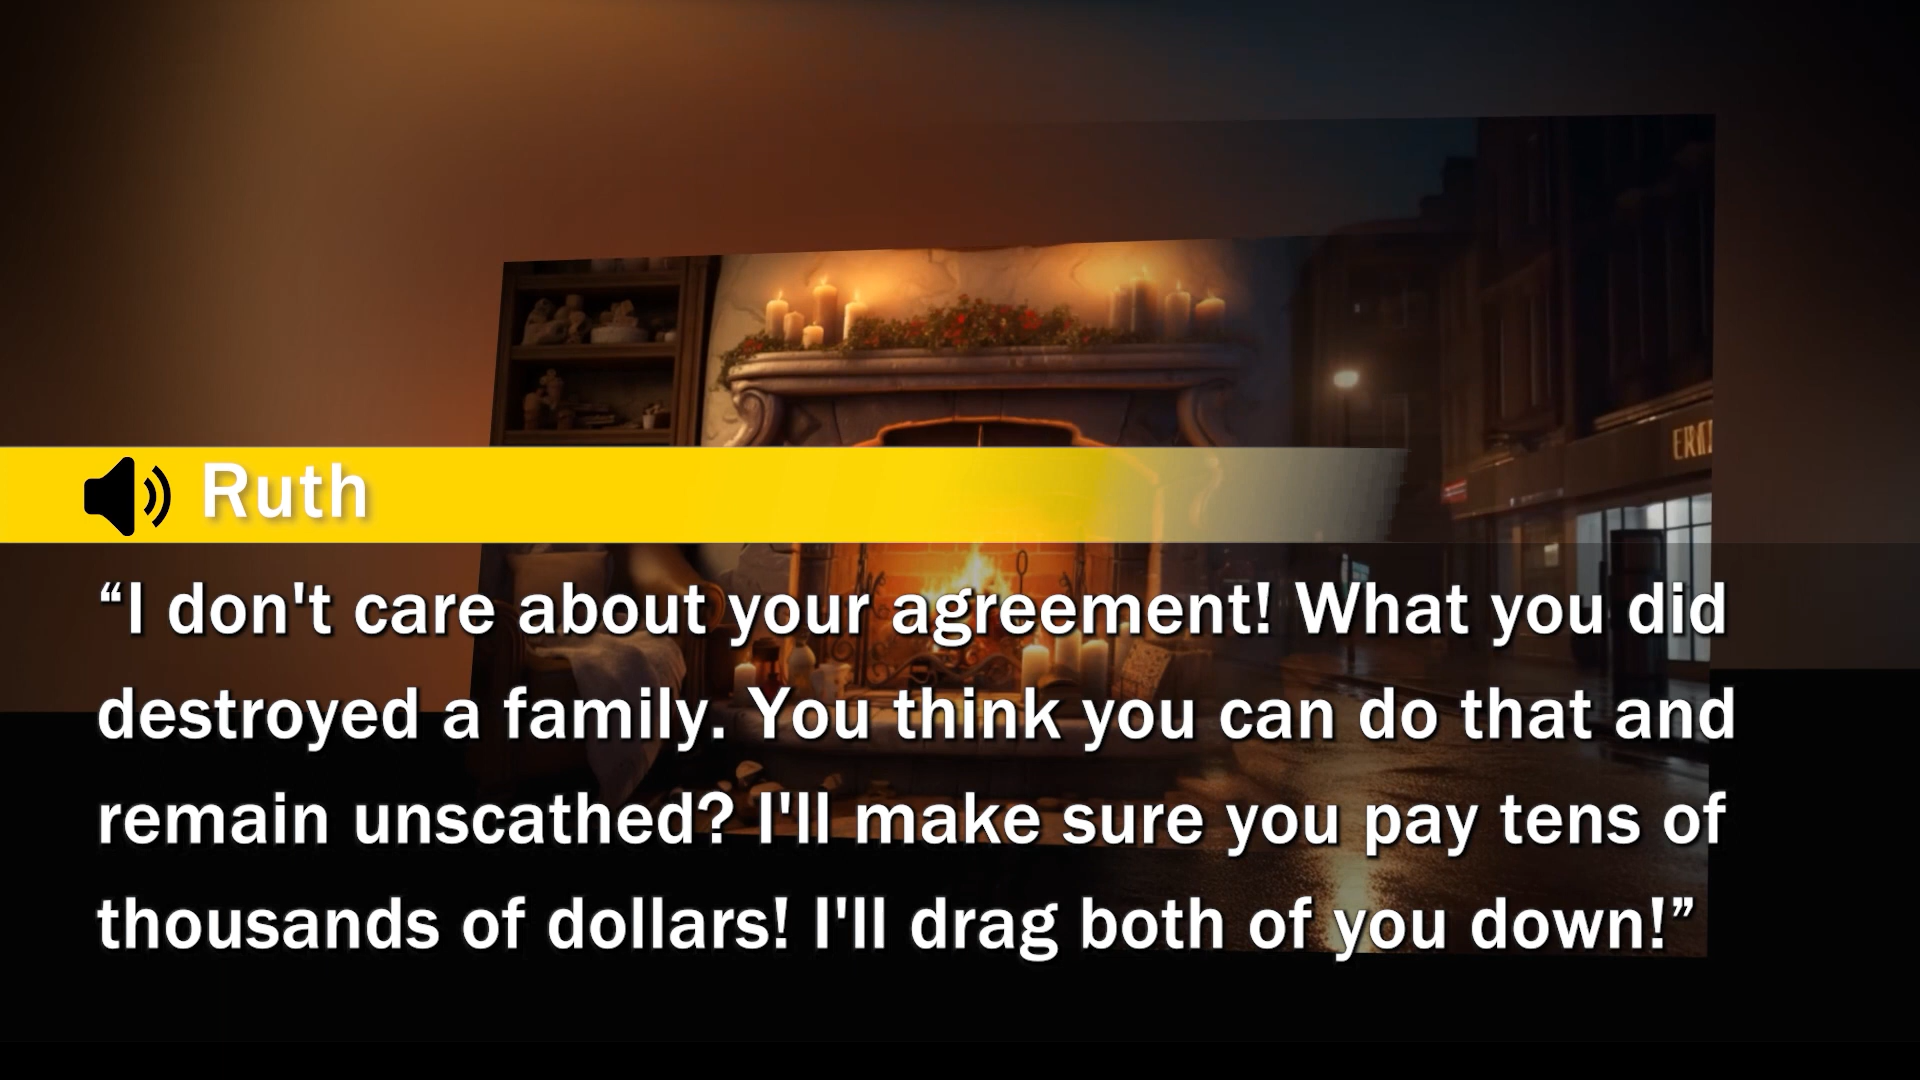 Ruth
“I don't care about your agreement! What you did
destroyed a family. You think you can do that and
remain unscathed? I'll make sure you pay tens of
thousands of dollars! I'll drag both of you down!”